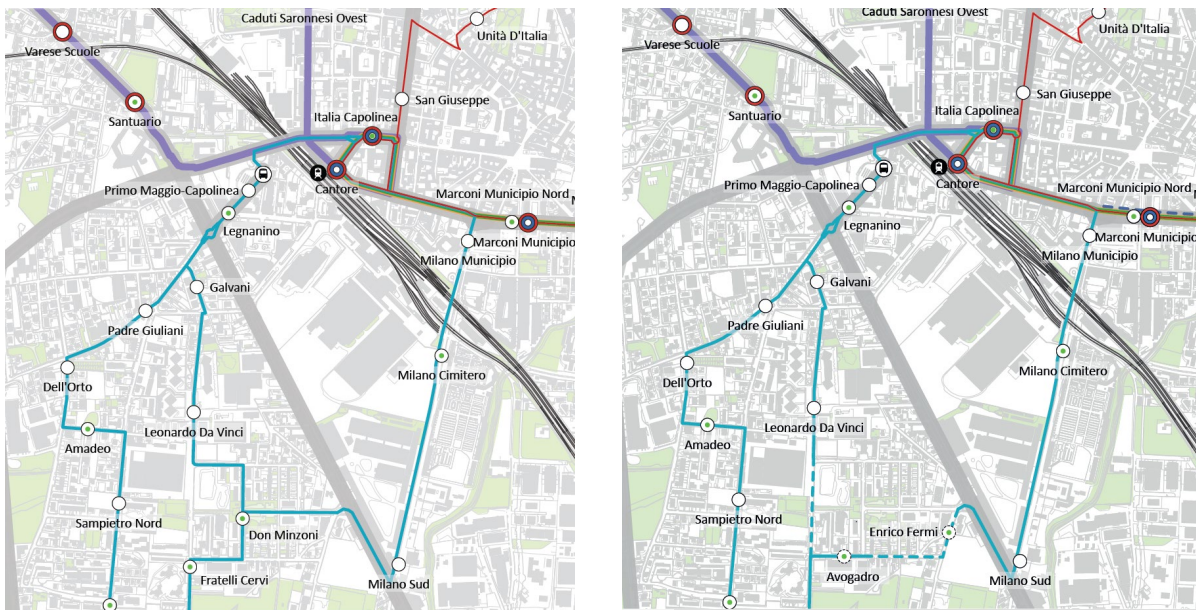 Caduti Saronnesi Ovest
Unità D'Italia
Varese Scuole
San Giuseppe
Santuario
Italia Capolinea
Primo Maggio-Capolinea
Cantore
Marconi Municipio Nord
Legnanino
Marconi Municipio
Milano Municipio
Galvani
Padre Giuliani
Milano Cimitero
Dell'Orto
Leonardo Da Vinci
Amadeo
Sampietro Nord
Don Minzoni
Fratelli Cervi
Milano Sud
Caduti Saronnesi Ovest
Unità D'Italia
Varese Scuole
San Giuseppe
Santuario
Italia Capolinea
Primo Maggio-Capolinea
Cantore
Marconi Municipio Nord
Legnanino
Marconi Municipio
Milano Municipio
Galvani
Padre Giuliani
Milano Cimitero
Dell'Orto
Leonardo Da Vinci
Amadeo
Sampietro Nord
Enrico Fermi
Avogadro
Milano Sud